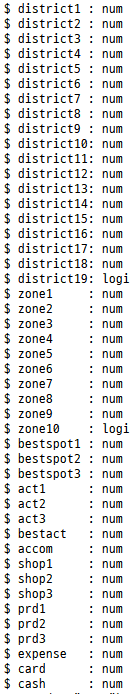 $ district1 : num
$ district2 : num
$ district3 : num
$ district4 : num
$ district5 : num
$ district6 : num
$ district7 : num
$ district8 : num
$ district9 : num
$ district10: num
$ district11: num
$ district12: num
$ district13: num
$ district14: num
$ district15: num
$ district16: num
$ district17: num
$ district18: num
$ district19: logi
$ zone1     : num
$ zone2     : num
$ zone3     : num
$ zone4     : num
$ zone5     : num
$ zone6     : num
$ zone7     : num
$ zone8     : num
$ zone9     : num
$ zone10    : logi
$ bestspot1 : num
$ bestspot2 : num
$ bestspot3 : num
$ act1      : num
$ act2      : num
$ act3      : num
$ bestact   : num
$ accom     : num
$ shop1     : num
$ shop2     : num
$ shop3     : num
$ prd1      : num
$ prd2      : num
$ prd3      : num
$ expense   : num
$ card      : num
$ cash      : num